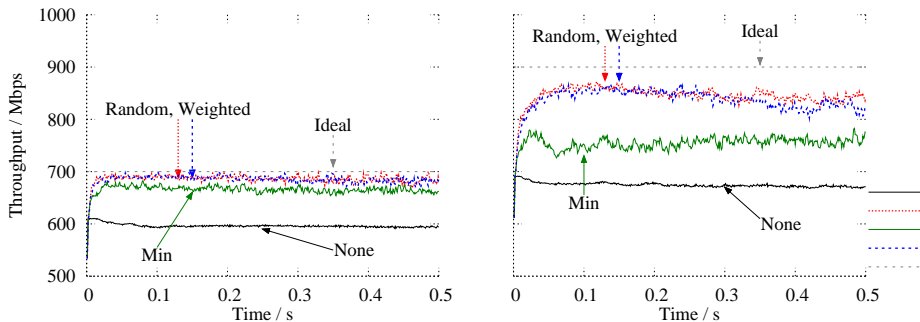 1000
900
800
700
600
500
Throughput / Mbps
Random, Weighted
Ideal
Min
None
0
0.1
0.2
0.3
0.4
0.5
Time / s
Ideal
Random, Weighted
Min
None
0
0.1
0.2
0.3
0.4
0.5
Time / s